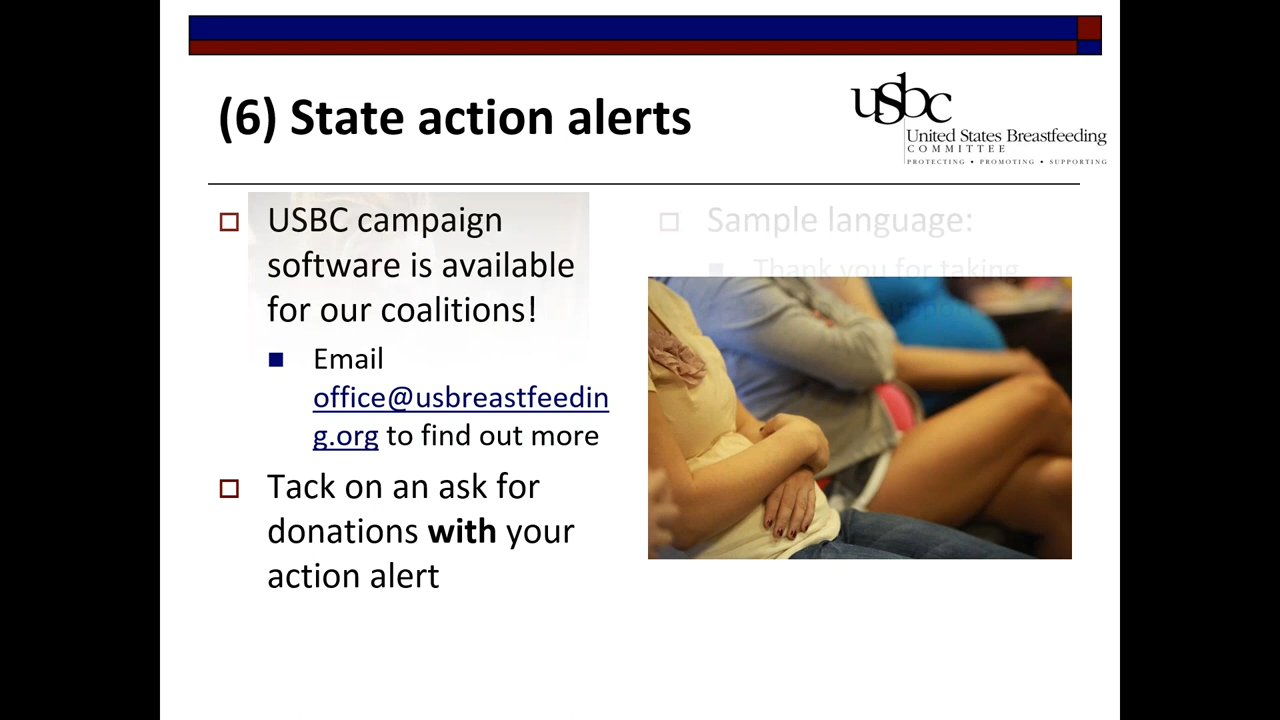 (6) State action alerts
usbc
United States Breastfeeding
COMMITTEE
PROTECTING • PROMOTING • SUPPORTING
USBC campaign
software is available
for our coalitions!
Email
office@usbreastfeedin
g.org to find out more
Tack on an ask for
donations with your
action alert
Sample language:
Thank you for taking